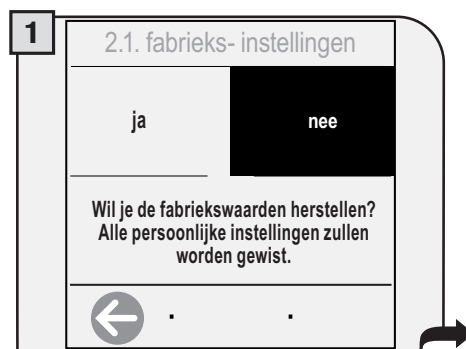 1
2.1. fabrieks- instellingen
ja nee
Wil je de fabriekswaarden herstellen?
Alle persoonlijke instellingen zullen
worden gewist.